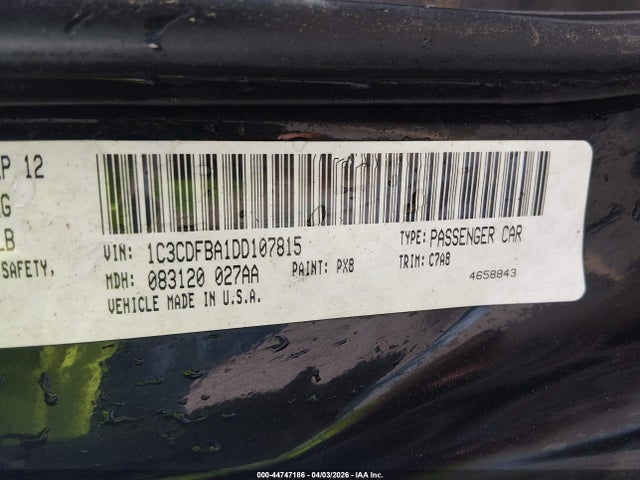 P 12
LB
SAFETY,
VIN: 1C3CDFBA1DD107815
TYPE: PASSENGER CAR
MDH: 083120 027AA
PAINT: PX8
TRIM: C7A8
VEHICLE MADE IN U.S.A.
4658843
000-44747186 - 04/03/2026 - IAA Inc.